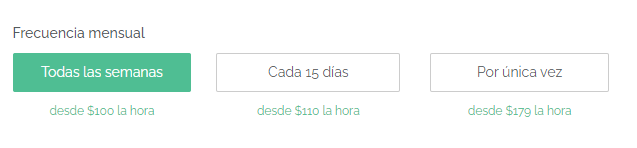 Frecuencia mensual
Todas las semanas
Cada 15 días
Por única vez
desde $100 la hora
desde $110 la hora
desde $179 la hora